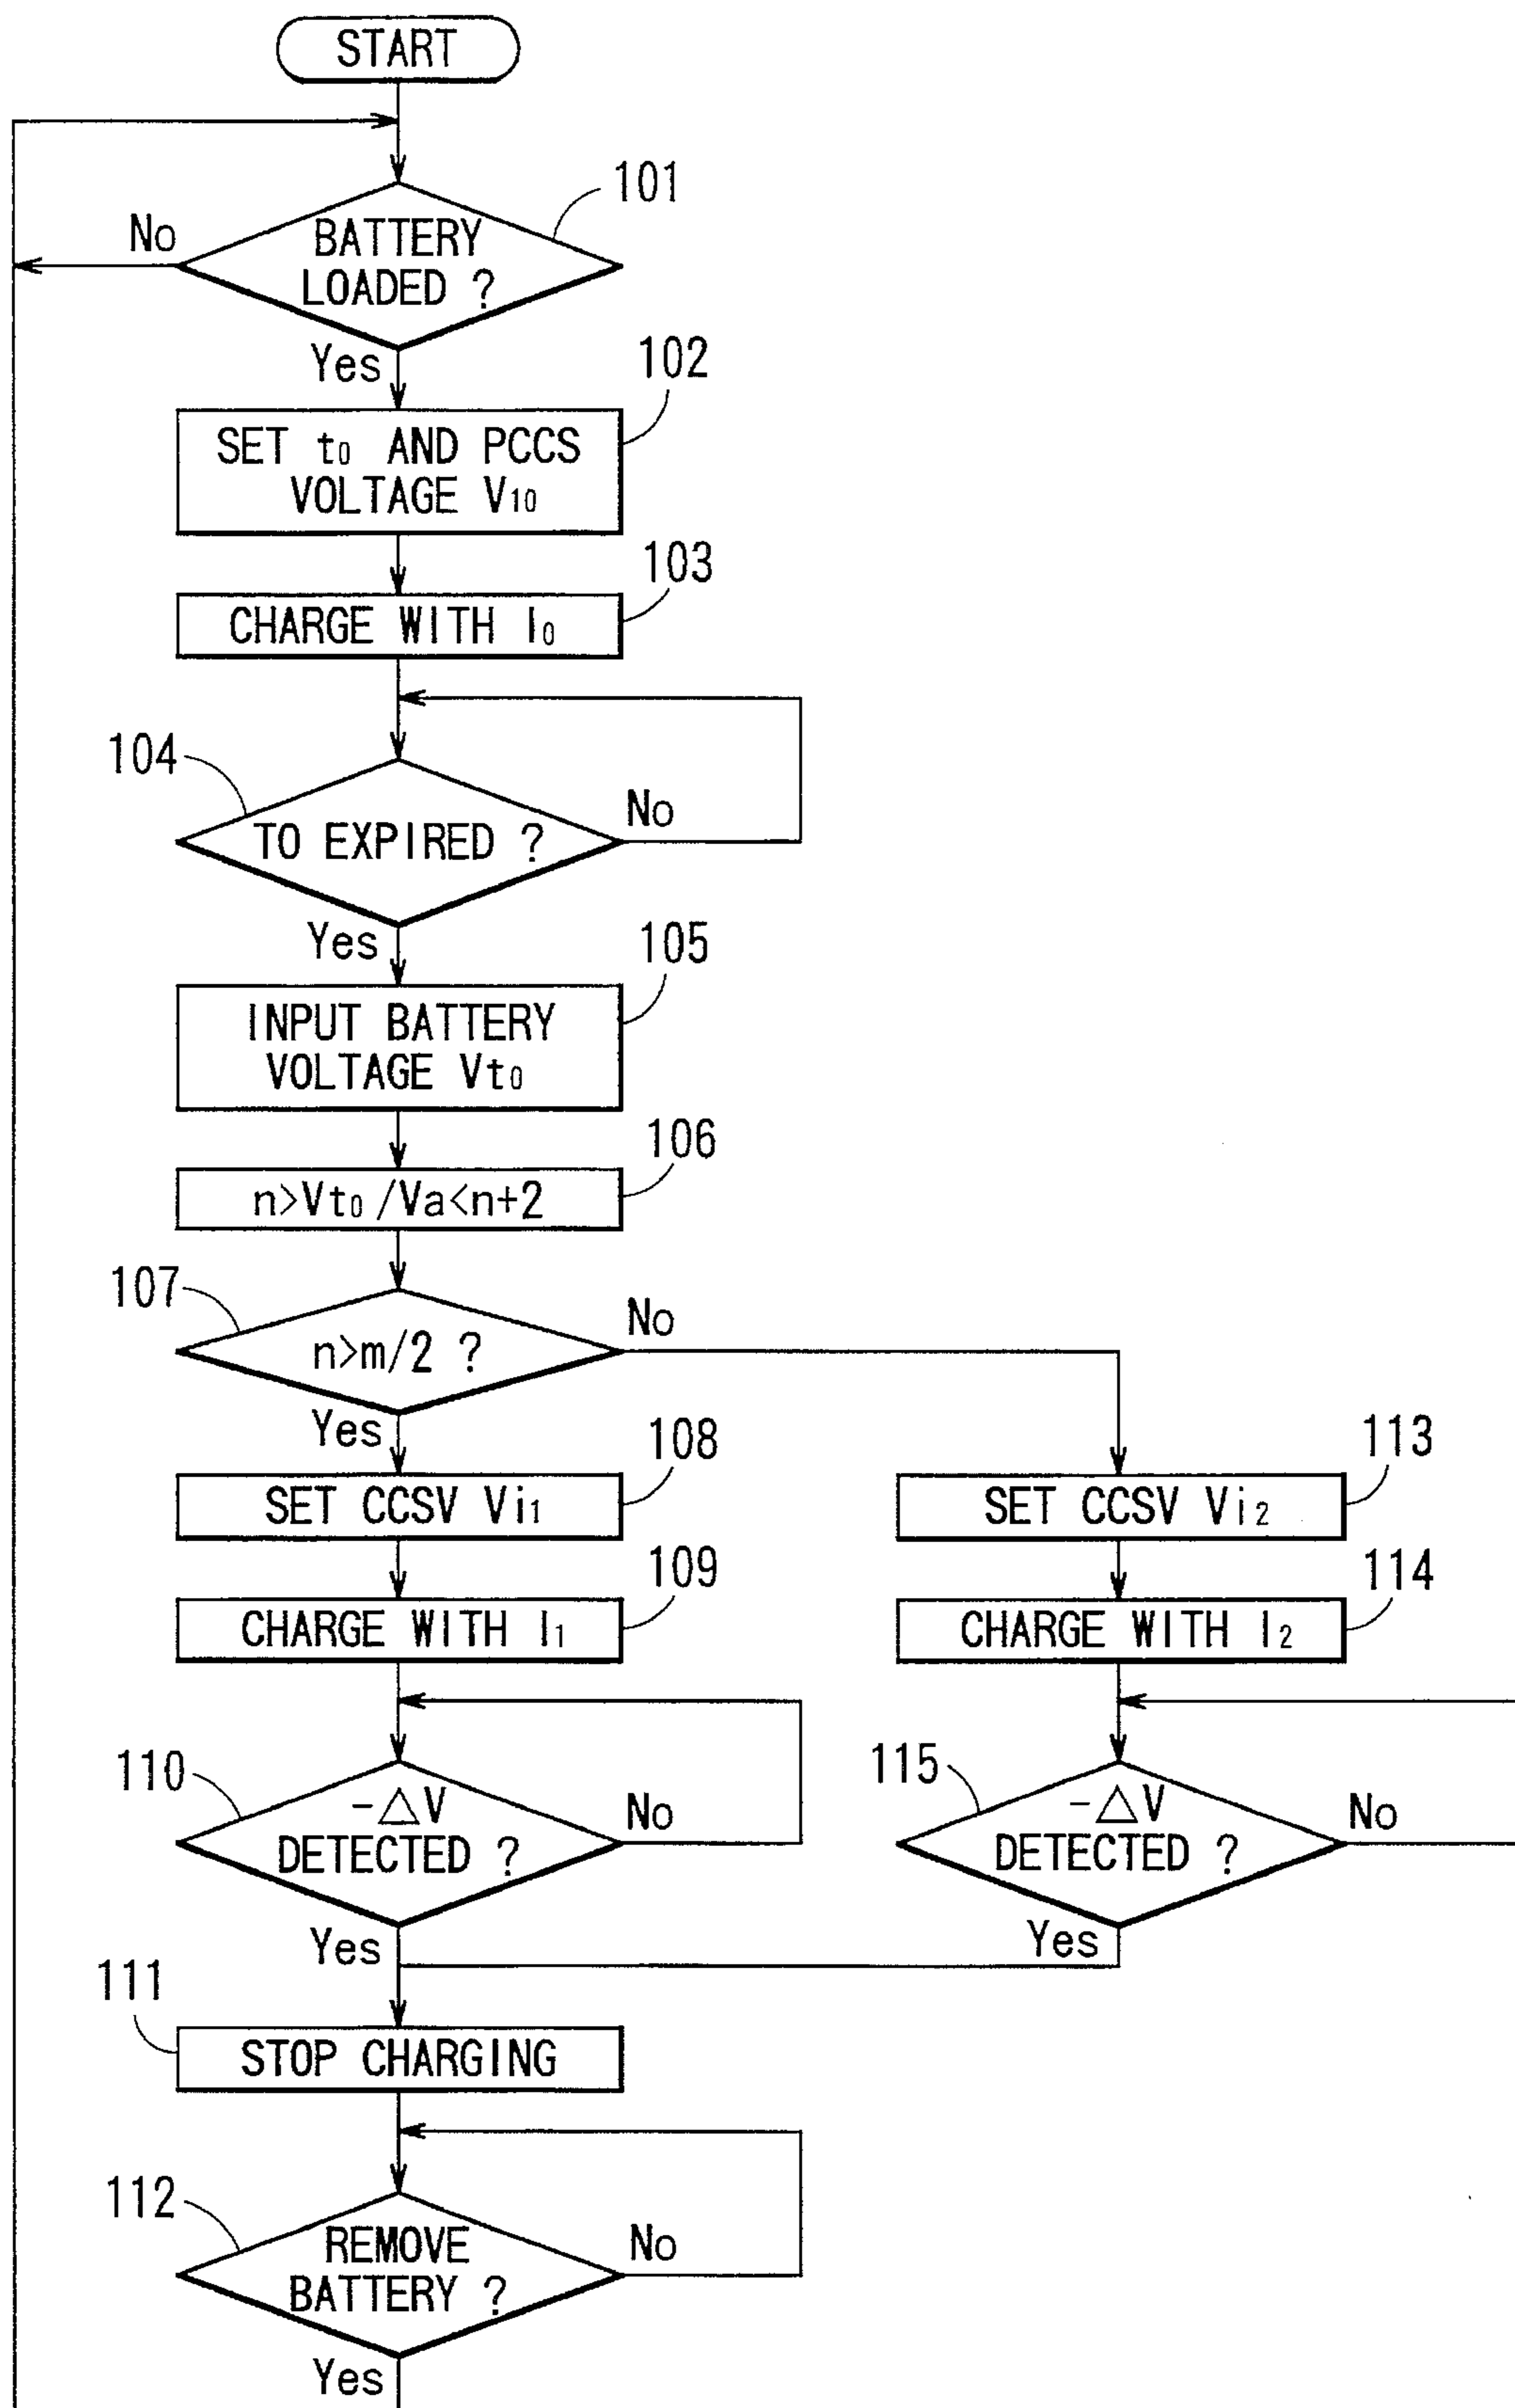 START
101
No
BATTERY
LOADED ?
Yes
102
SET t₀ AND PCCS
VOLTAGE V₁₀
103
CHARGE WITH I₀
104
No
TO EXPIRED ?
Yes
105
INPUT BATTERY
VOLTAGE Vt₀
106
n>Vt₀ /Va<n+2
107
No
n>m/2 ?
Yes
108
113
SET CCSV Vi₁
SET CCSV Vi₂
109
114
CHARGE WITH I₁
CHARGE WITH I₂
110
-△V
DETECTED ?
No
115
-△V
DETECTED ?
No
Yes
Yes
111
STOP CHARGING
112
REMOVE
BATTERY ?
No
Yes